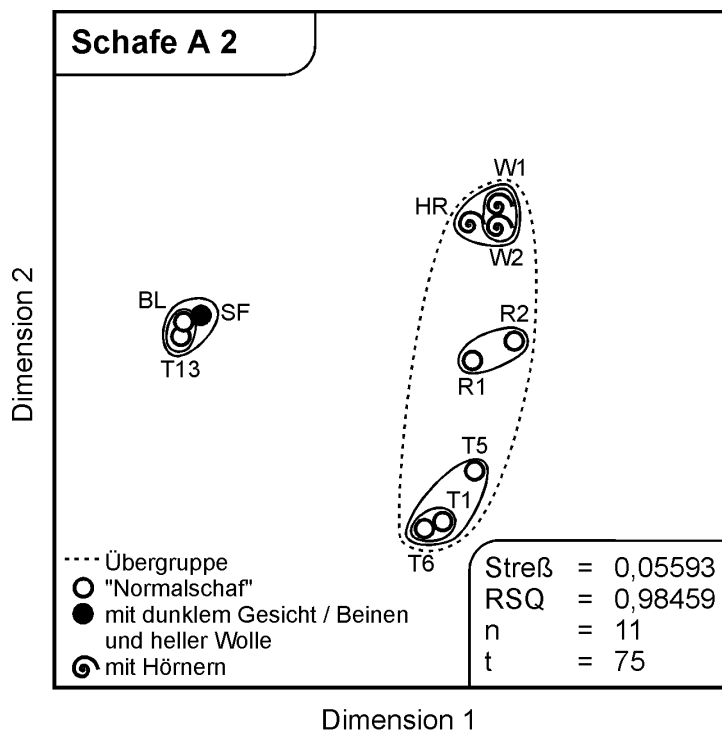 Schafe A 2
W1
HR
W2
BL
SF
R2
T13
R1
T5
T1
T6
Übergruppe
"Normalschaf"
mit dunklem Gesicht / Beinen
und heller Wolle
mit Hörnern
Streß = 0,05593
RSQ = 0,98459
n = 11
t = 75
Dimension 2
Dimension 1